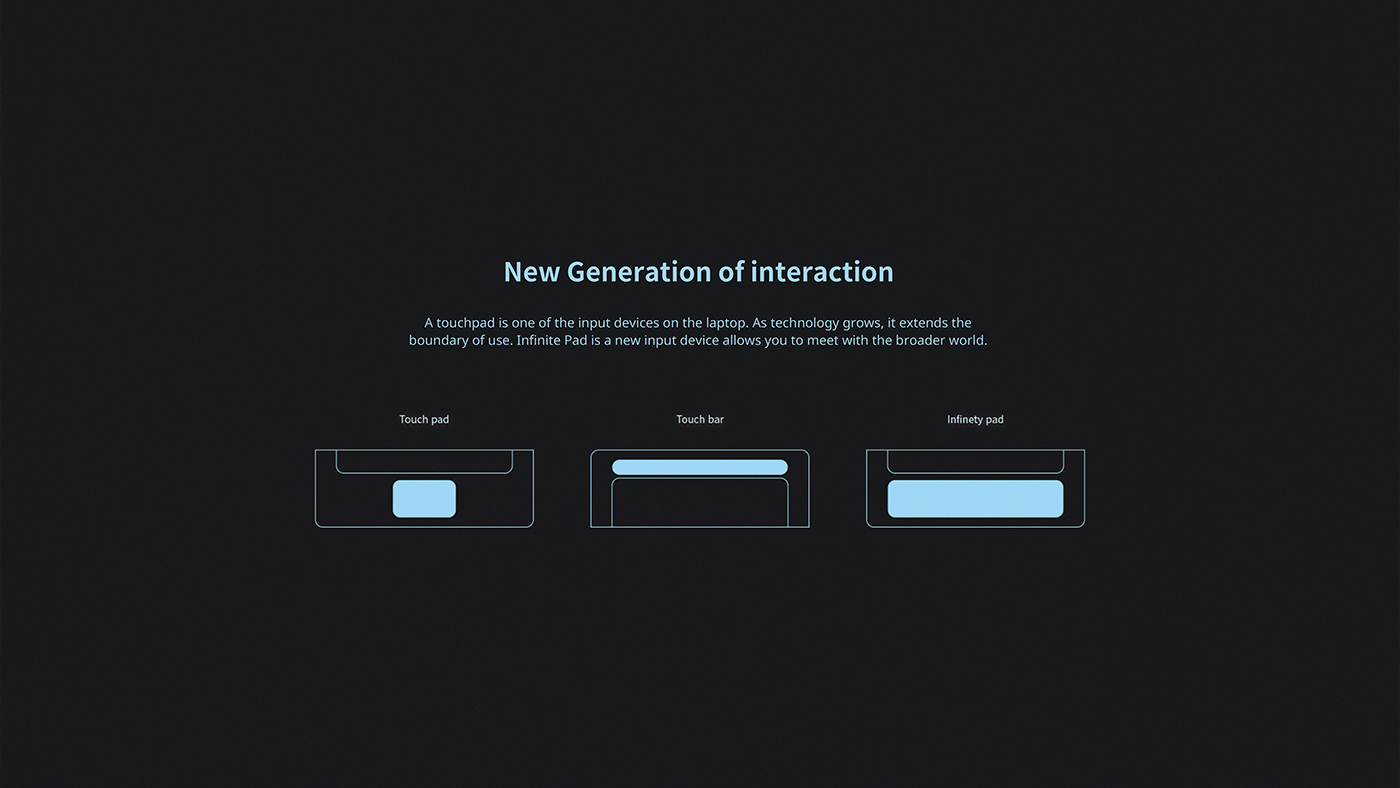 New Generation of interaction
A touchpad is one of the input devices on the laptop. As technology grows, it extends the
boundary of use. Infinite Pad is a new input device allows you to meet with the broader world.
Touch pad
Touch bar
Infinety pad